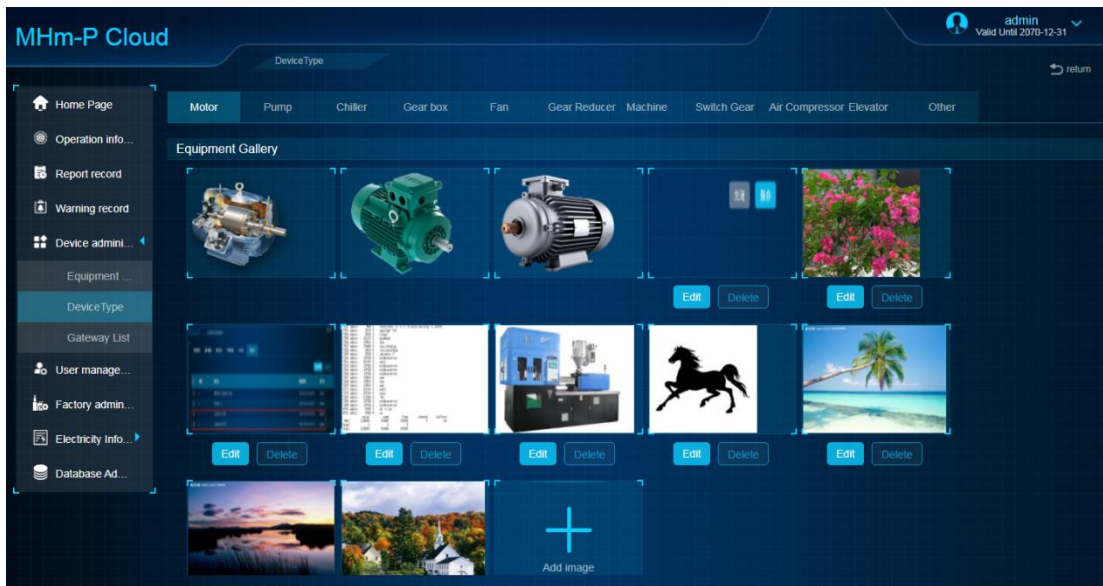 MHm-P Cloud
admin
Valid Until 2070-12-31
DeviceType
return
Home Page
Operation info...
Report record
Warning record
Device admini...
Equipment ...
DeviceType
Gateway List
User manage...
Factory admin...
Electricity Info...
Database Ad...
Motor Pump Chiller Gear box Fan Gear Reducer Machine Switch Gear Air Compressor Elevator Other
Equipment Gallery
Edit Delete Edit Delete
Edit Delete Edit Delete Edit Delete Edit Delete Edit Delete
Add image